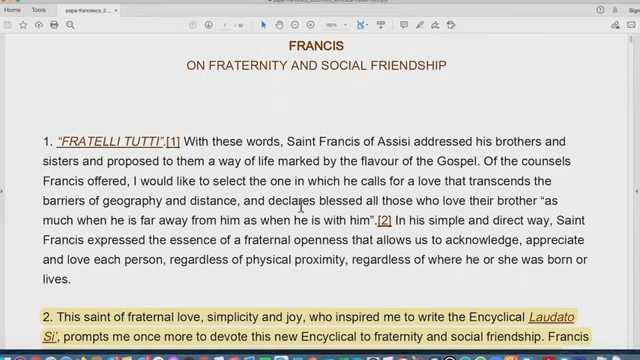 Home
Tools
papa-francesco_2...
1
/ 92
Sign
FRANCIS
ON FRATERNITY AND SOCIAL FRIENDSHIP
1. “FRATELLI TUTTI”.[1] With these words, Saint Francis of Assisi addressed his brothers and
sisters and proposed to them a way of life marked by the flavour of the Gospel. Of the counsels
Francis offered, I would like to select the one in which he calls for a love that transcends the
barriers of geography and distance, and declares blessed all those who love their brother “as
much when he is far away from him as when he is with him”.[2] In his simple and direct way, Saint
Francis expressed the essence of a fraternal openness that allows us to acknowledge, appreciate
and love each person, regardless of physical proximity, regardless of where he or she was born or
lives.
2. This saint of fraternal love, simplicity and joy, who inspired me to write the Encyclical Laudato
Si’, prompts me once more to devote this new Encyclical to fraternity and social friendship. Francis